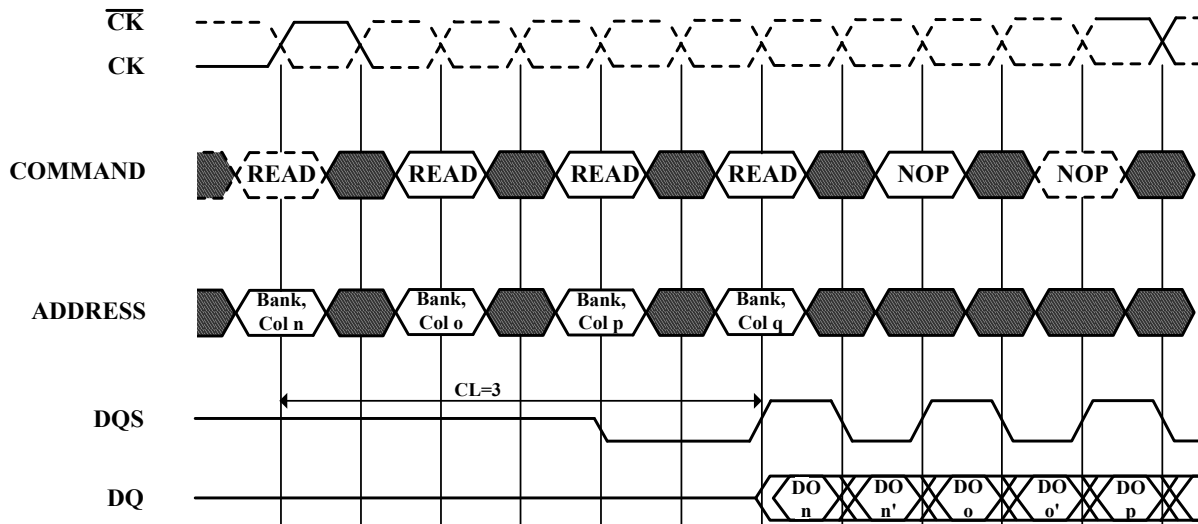 CK
CK
COMMAND READ READ READ READ NOP NOP
ADDRESS Bank, Col n Bank, Col o Bank, Col p Bank, Col q
CL=3
DQS
DQ DO n DO n' DO o DO o' DO p